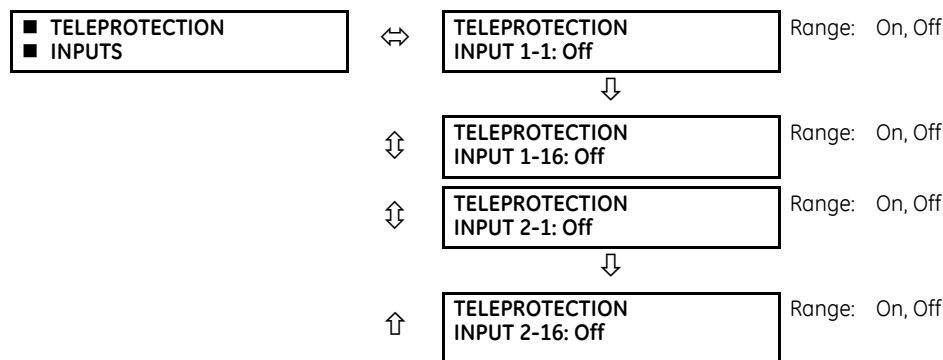 ■ TELEPROTECTION
■ INPUTS
TELEPROTECTION
INPUT 1-1: Off
Range: On, Off
TELEPROTECTION
INPUT 1-16: Off
Range: On, Off
TELEPROTECTION
INPUT 2-1: Off
Range: On, Off
TELEPROTECTION
INPUT 2-16: Off
Range: On, Off